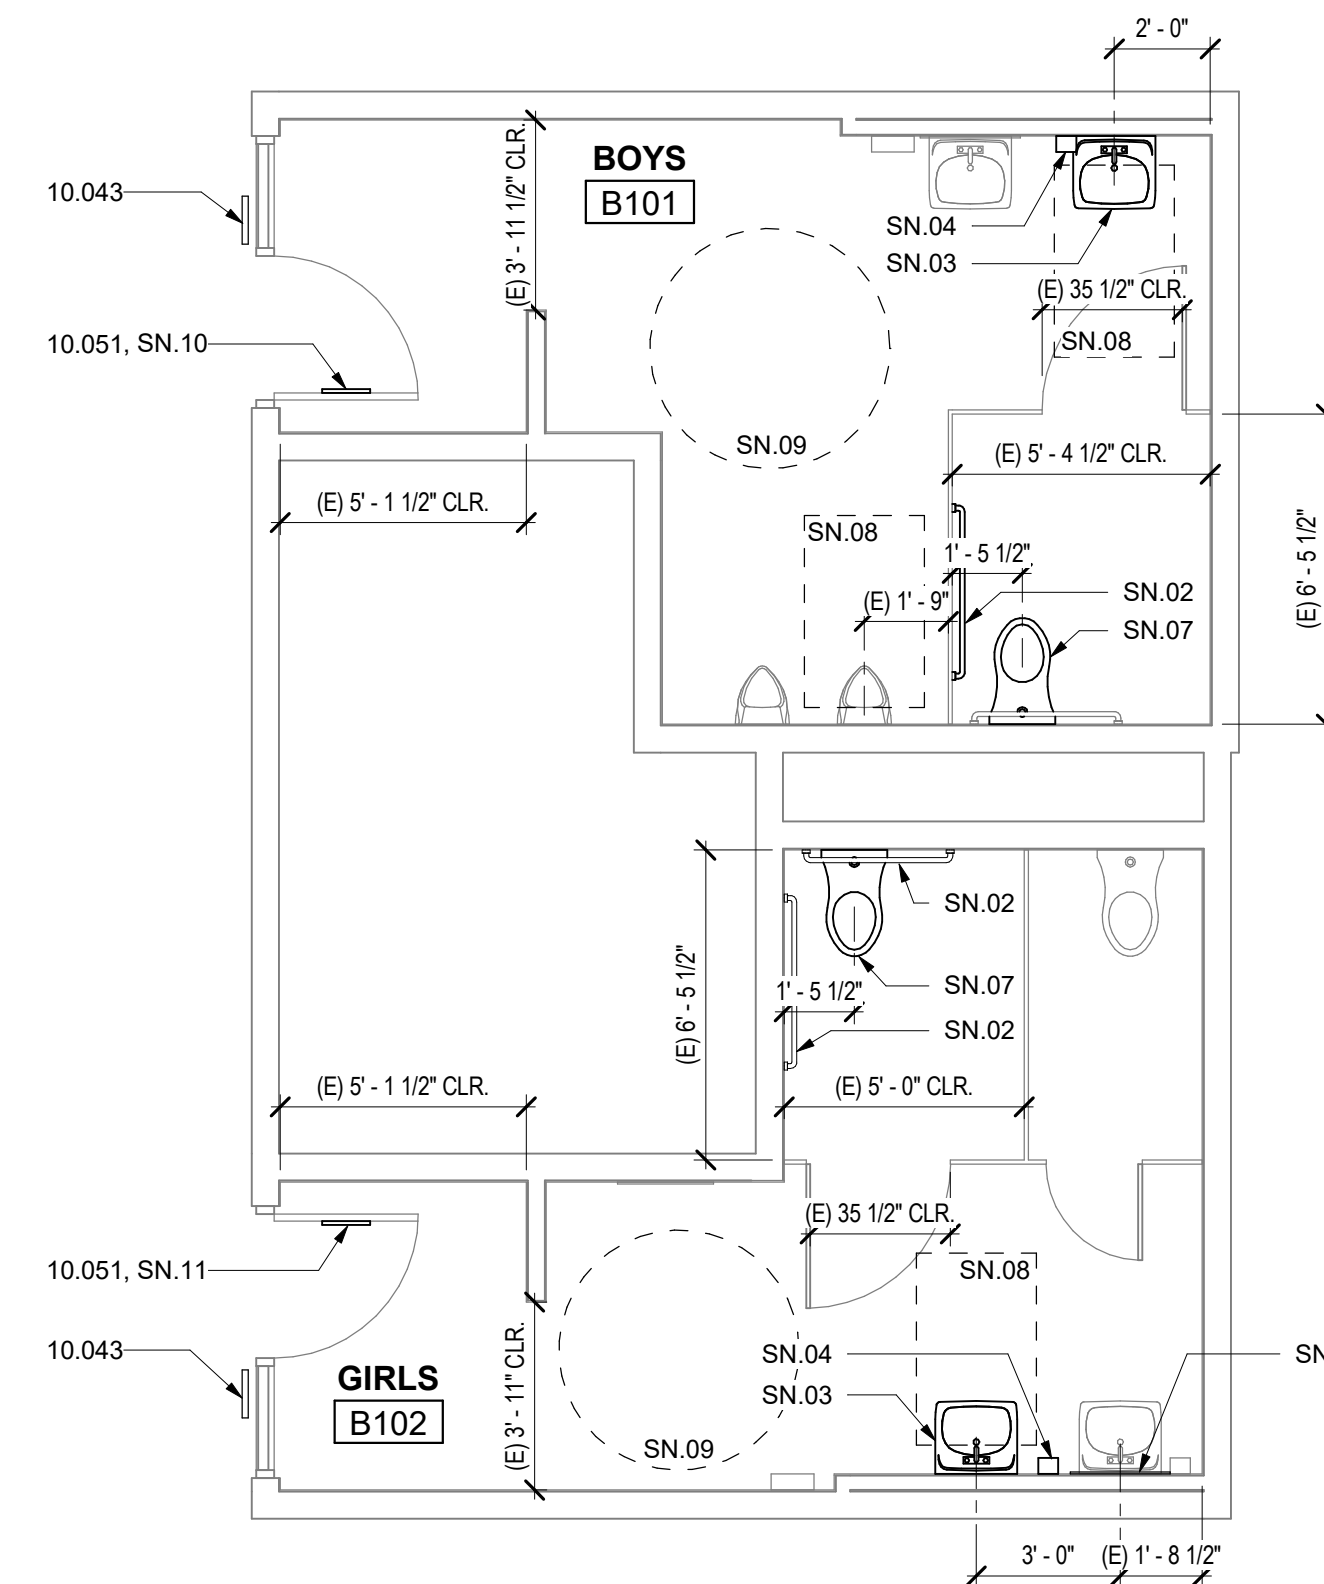 2' - 0"
(E) 3' - 11 1/2" CLR.
BOYS
B101
10.043
SN.04
SN.03
(E) 35 1/2" CLR.
SN.08
10.051, SN.10
SN.09
(E) 5' - 4 1/2" CLR.
(E) 5' - 1 1/2" CLR.
SN.08
1' - 5 1/2"
(E) 6' - 5 1/2"
(E) 1' - 9"
SN.02
SN.07
SN.02
SN.07
1' - 5 1/2"
SN.02
(E) 6' - 5 1/2"
(E) 5' - 1 1/2" CLR.
(E) 5' - 0" CLR.
(E) 35 1/2" CLR.
10.051, SN.11
SN.08
10.043
GIRLS
B102
(E) 3' - 11" CLR.
SN.04
SN
SN.03
SN.09
3' - 0"
(E) 1' - 8 1/2"